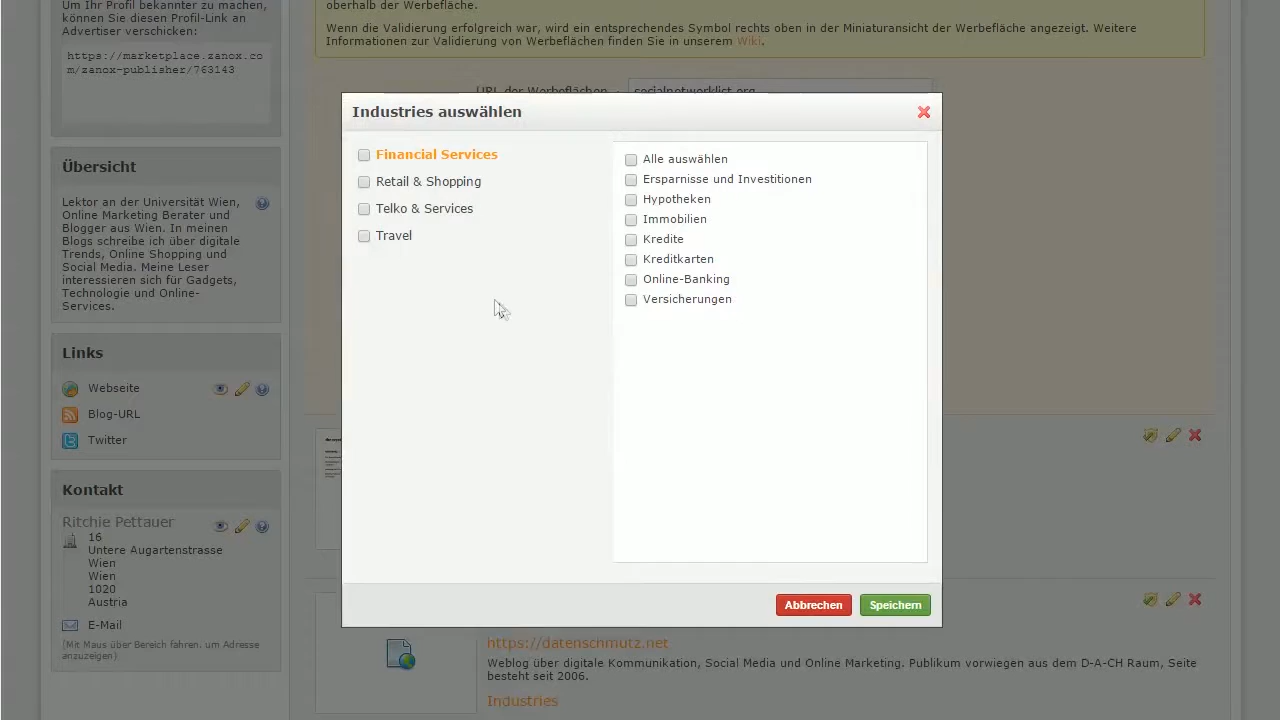 Um Ihr Profil bekannter zu machen,
können Sie diesen Profil-Link an
Advertiser verschicken:
https://marketplace.zanox.co
m/zanox-publisher/763143
Übersicht
Lektor an der Universität Wien,
Online Marketing Berater und
Blogger aus Wien. In meinen
Blogs schreibe ich über digitale
Trends, Online Shopping und
Social Media. Meine Leser
interessieren sich für Gadgets,
Technologie und Online-
Services.
Links
Webseite
Blog-URL
Twitter
Kontakt
Ritchie Pettauer
16
Untere Augartenstrasse
Wien
Wien
1020
Austria
E-Mail
(Mit Maus über Bereich fahren, um Adresse
anzuzeigen)
oberhalb der Werbefläche.
Wenn die Validierung erfolgreich war, wird ein entsprechendes Symbol rechts oben in der Miniaturansicht der Werbefläche angezeigt. Weitere
Informationen zur Validierung von Werbeflächen finden Sie in unserem Wiki.
URL der Werbeflächen socialnetworklist.org
Industries auswählen
Financial Services
Retail & Shopping
Telko & Services
Travel
Alle auswählen
Ersparnisse und Investitionen
Hypotheken
Immobilien
Kredite
Kreditkarten
Online-Banking
Versicherungen
Abbrechen Speichern
https://datenschmutz.net
Weblog über digitale Kommunikation, Social Media und Online Marketing. Publikum vorwiegen aus dem D-A-CH Raum, Seite
besteht seit 2006.
Industries